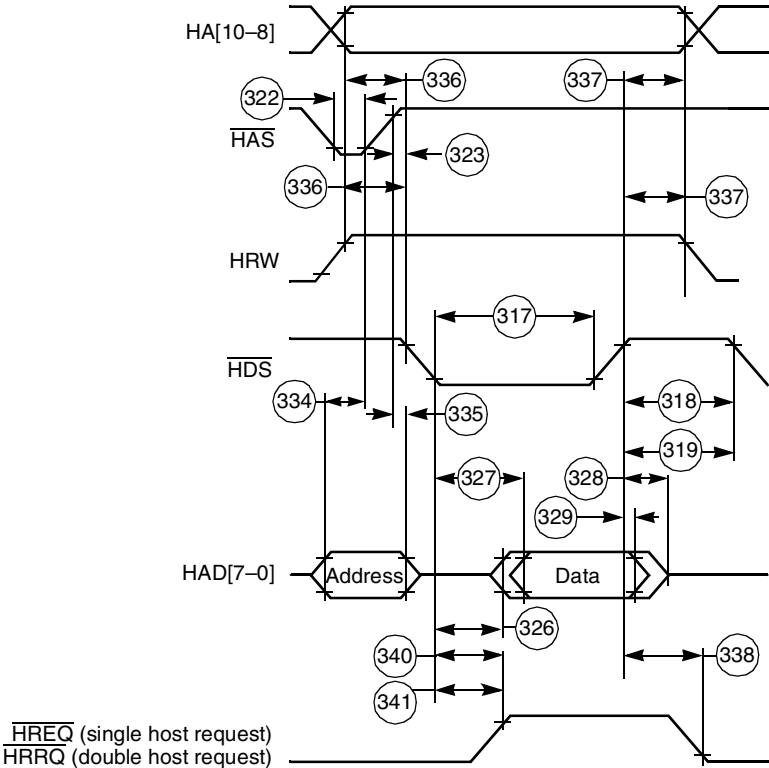 HA[10–8]
336
337
322
HAS
323
336
337
HRW
317
HDS
334
335
318
319
327
328
329
HAD[7–0]
Address
Data
326
340
338
341
HREQ (single host request)
HRRQ (double host request)